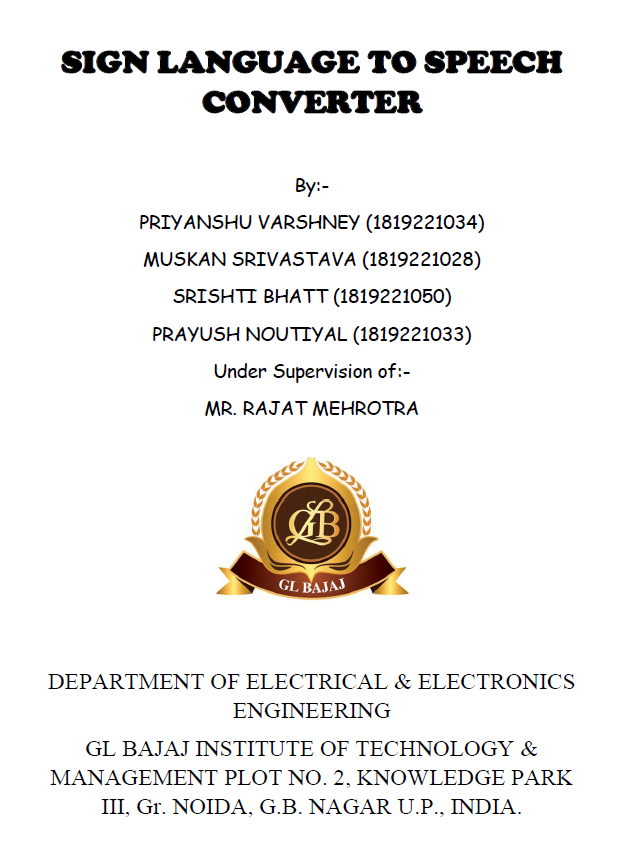 SIGN LANGUAGE TO SPEECH
CONVERTER
By:-
PRIYANSHU VARSHNEY (1819221034)
MUSKAN SRIVASTAVA (1819221028)
SRISHTI BHATT (1819221050)
PRAYUSH NOUTIYAL (1819221033)
Under Supervision of:-
MR. RAJAT MEHROTRA
GLB
GL BAJAJ
DEPARTMENT OF ELECTRICAL & ELECTRONICS
ENGINEERING
GL BAJAJ INSTITUTE OF TECHNOLOGY &
MANAGEMENT PLOT NO. 2, KNOWLEDGE PARK
III, Gr. NOIDA, G.B. NAGAR U.P., INDIA.